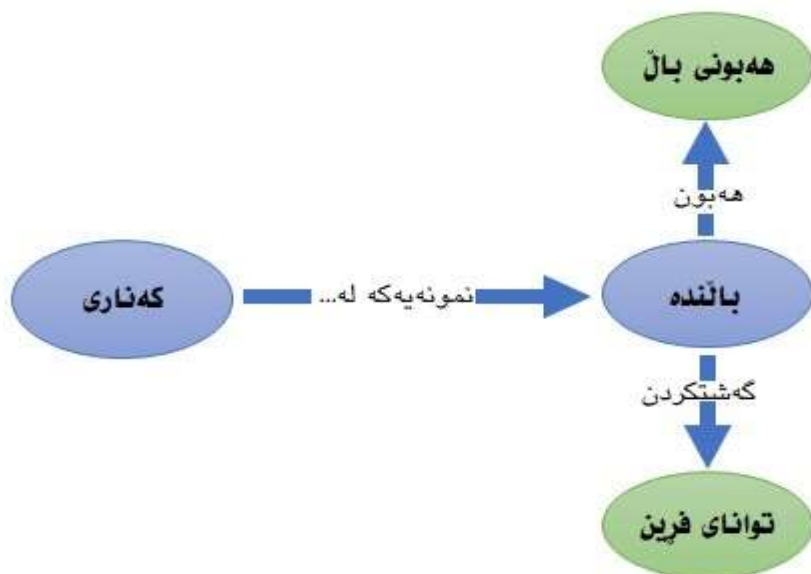 هەبونی باڵ
هەبون
کەناری
نمونەیەکە لە...
باڵندە
گەشتکردن
توانای فڕین